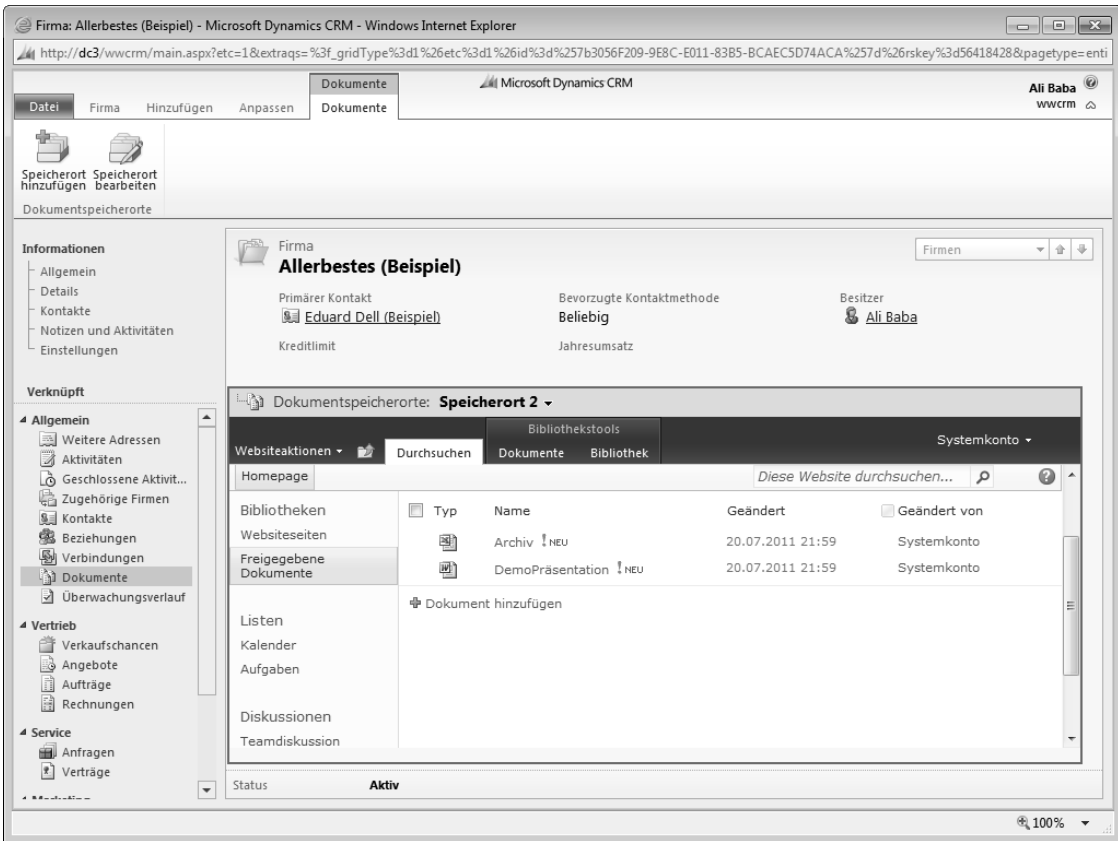 Firma: Allerbestes (Beispiel) - Microsoft Dynamics CRM - Windows Internet Explorer
http://dc3/wwcrm/main.aspx?etc=1&extraqs=%3f_gridType%3d1%26etc%3d1%26id%3d%257b3056F209-9E8C-E011-83B5-BCAEC5D74ACA%257d%26rskey%3d56418428&pagetype=enti
Dokumente
Microsoft Dynamics CRM
Ali Baba
wwcrm
Datei Firma Hinzufügen Anpassen Dokumente
Speicherort hinzufügen
Speicherort bearbeiten
Dokumentspeicherorte
Informationen
Allgemein
Details
Kontakte
Notizen und Aktivitäten
Einstellungen
Verknüpft
Allgemein
Weitere Adressen
Aktivitäten
Geschlossene Aktivit...
Zugehörige Firmen
Kontakte
Beziehungen
Verbindungen
Dokumente
Überwachungsverlauf
Vertrieb
Verkaufschancen
Angebote
Aufträge
Rechnungen
Service
Anfragen
Verträge
Firma
Allerbestes (Beispiel)
Firmen
Primärer Kontakt
Eduard Dell (Beispiel)
Bevorzugte Kontaktmethode
Beliebig
Besitzer
Ali Baba
Kreditlimit
Jahresumsatz
Dokumentspeicherorte: Speicherort 2
Bibliothekstools
Websiteaktionen Durchsuchen Dokumente Bibliothek Systemkonto
Homepage Diese Website durchsuchen...
Bibliotheken
Websiteseiten
Freigegebene
Dokumente
Listen
Kalender
Aufgaben
Diskussionen
Teamdiskussion
Typ Name Geändert Geändert von
Archiv ! NEU 20.07.2011 21:59 Systemkonto
DemoPräsentation ! NEU 20.07.2011 21:59 Systemkonto
Dokument hinzufügen
Status Aktiv
100%